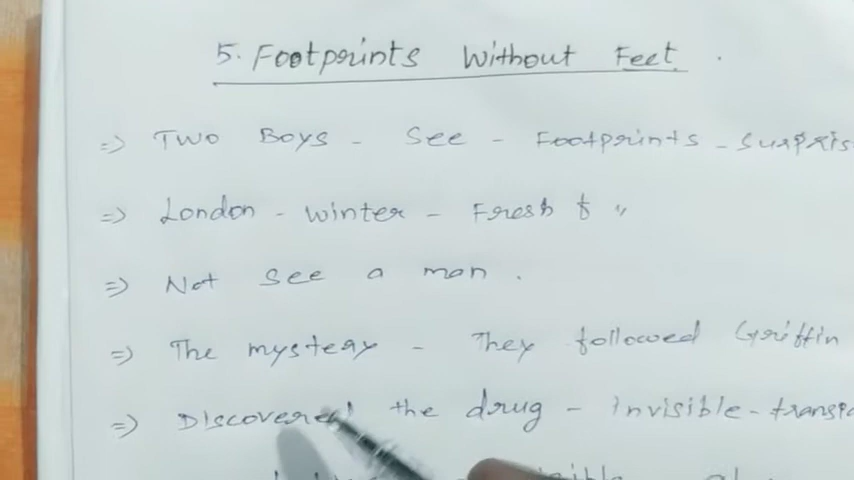 5. Footprints Without Feet.
=> Two Boys - See - Footprints - Surpris
=> London - winter - Fresh f "
=> Not see a man.
=> The mystery - They followed Griffin
=> Discovered the drug - invisible - transpa